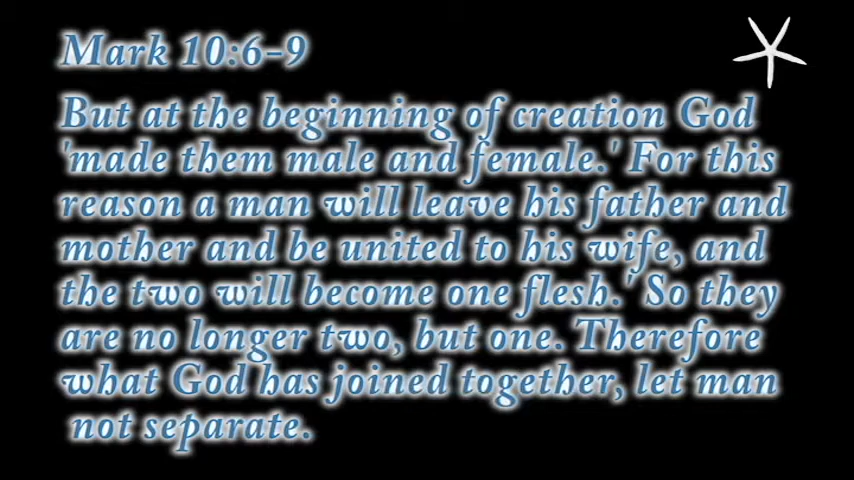 Mark 10:6-9
But at the beginning of creation God
'made them male and female.' For this
reason a man will leave his father and
mother and be united to his wife, and
the two will become one flesh.' So they
are no longer two, but one. Therefore
what God has joined together, let man
not separate.